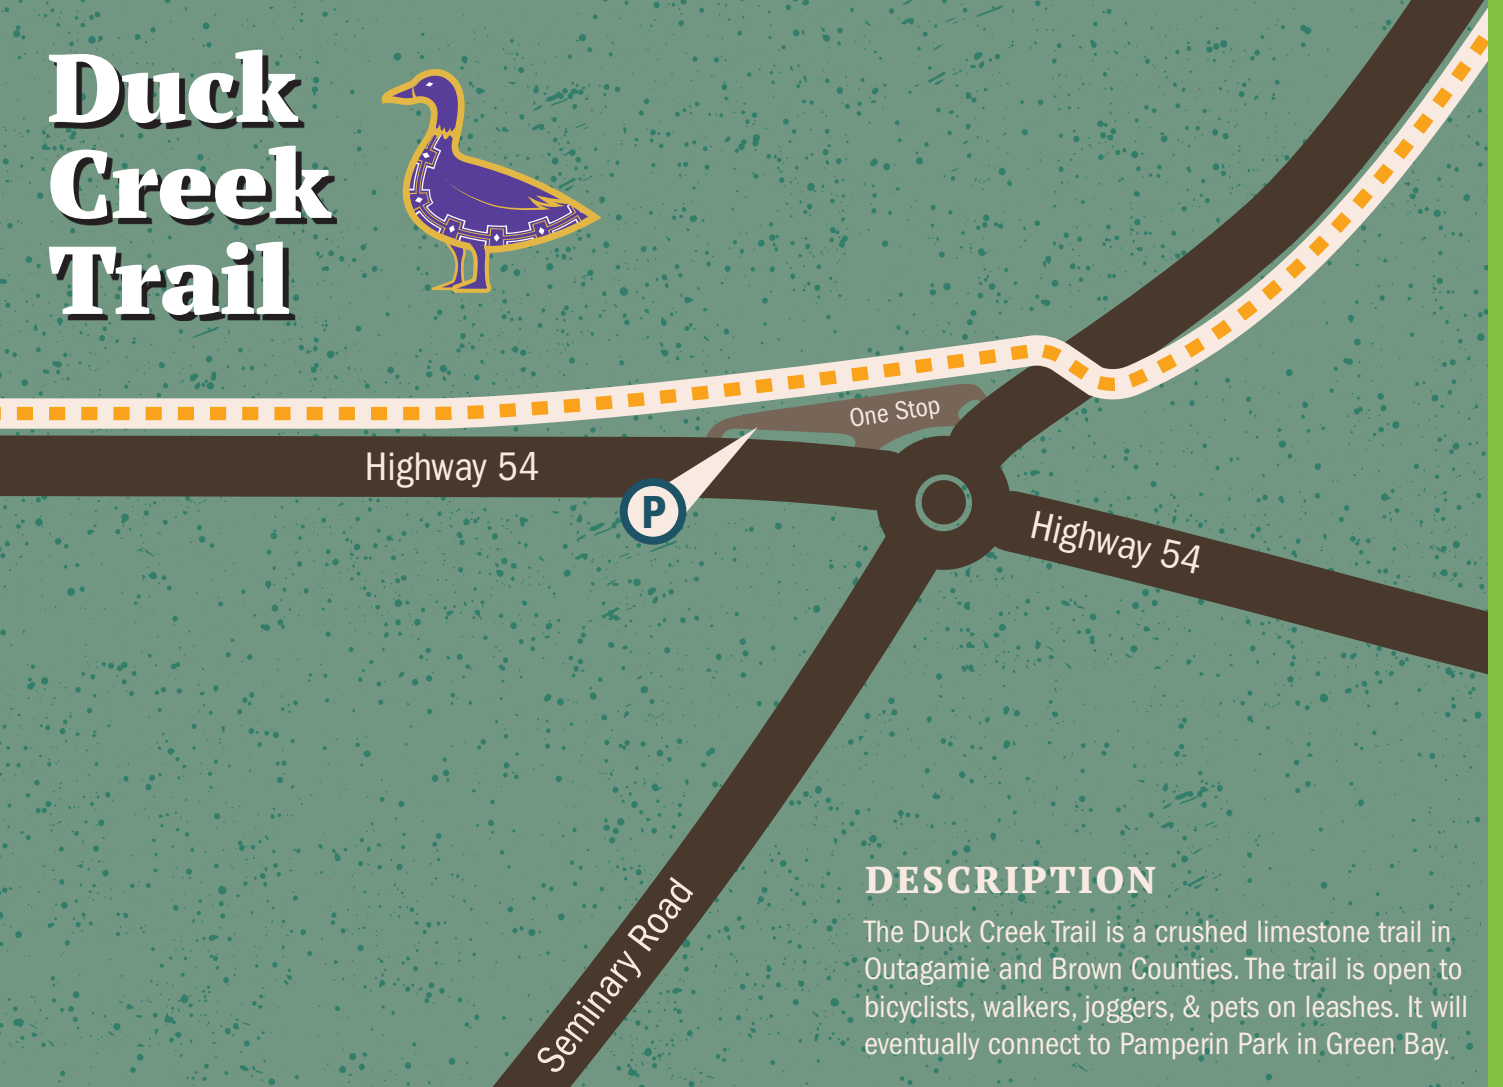 Duck
Creek
Trail
One Stop
Highway 54
P
Highway 54
Seminary Road
DESCRIPTION
The Duck Creek Trail is a crushed limestone trail in
Outagamie and Brown Counties. The trail is open to
bicyclists, walkers, joggers, & pets on leashes. It will
eventually connect to Pamperin Park in Green Bay.